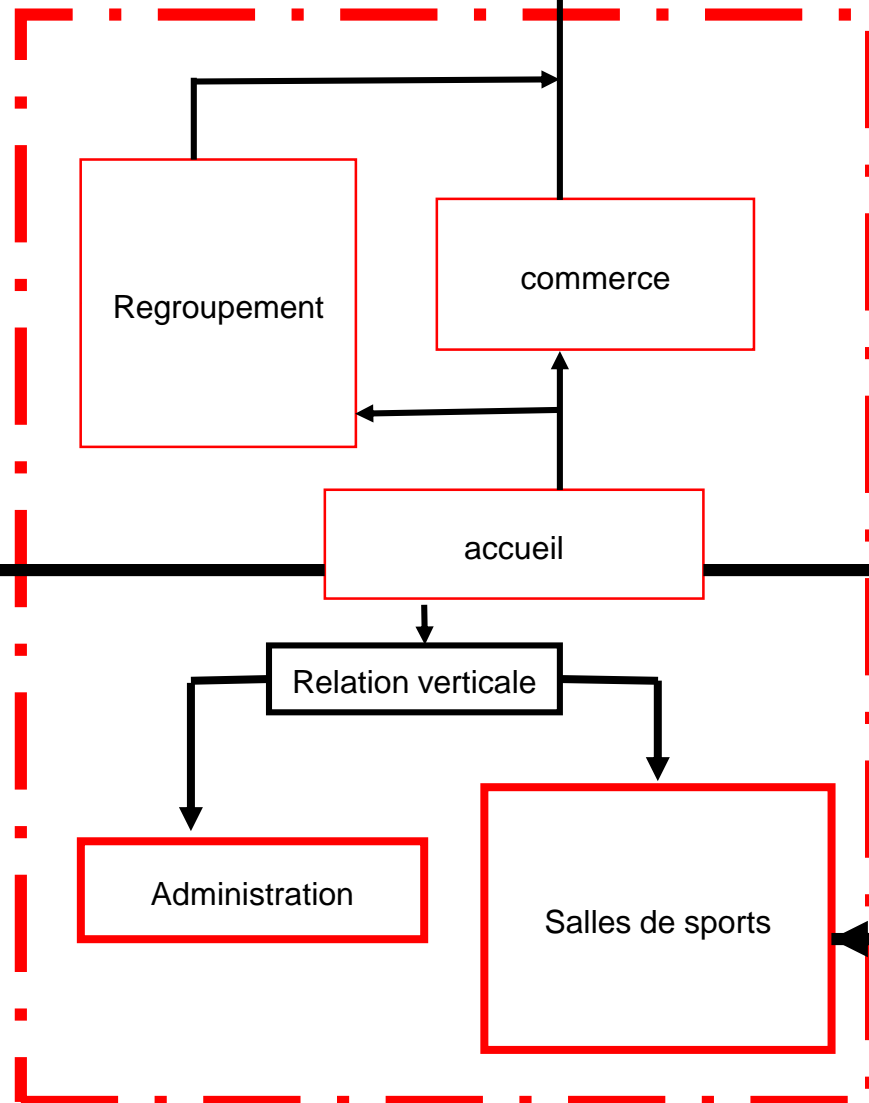 commerce
Regroupement
accueil
Relation verticale
Administration
Salles de sports